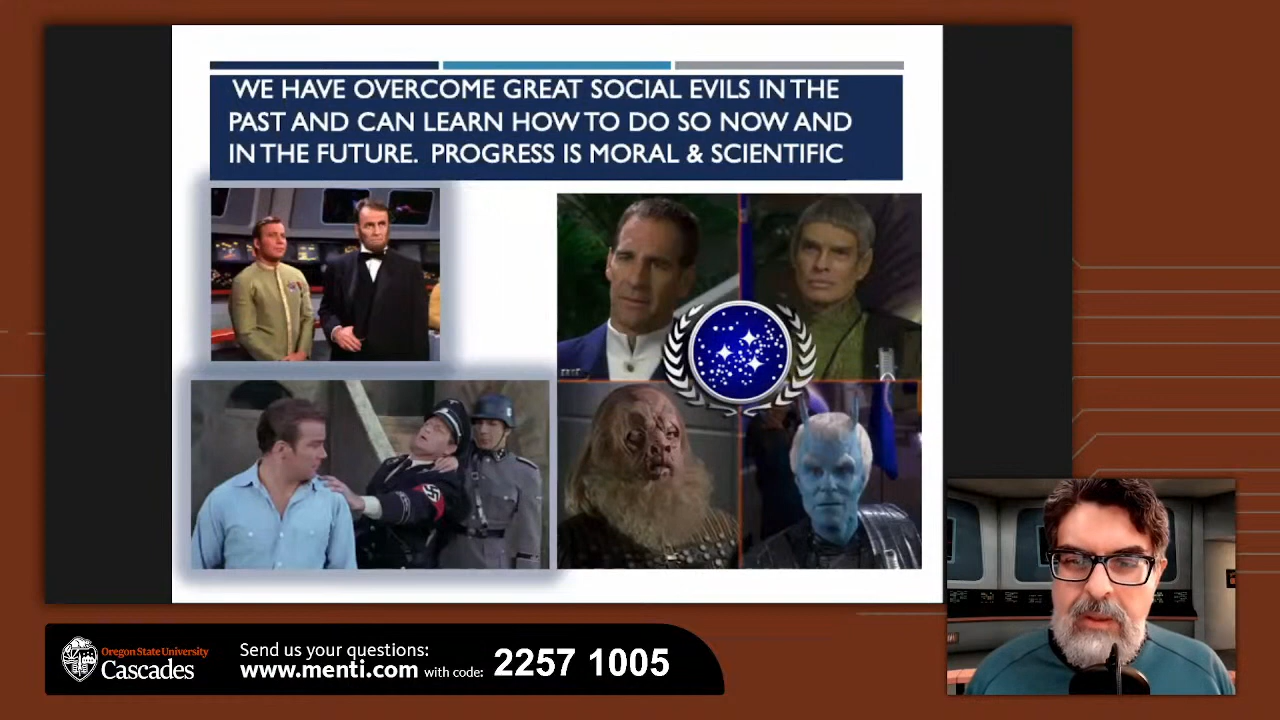 WE HAVE OVERCOME GREAT SOCIAL EVILS IN THE
PAST AND CAN LEARN HOW TO DO SO NOW AND
IN THE FUTURE. PROGRESS IS MORAL & SCIENTIFIC
Oregon State University
Cascades
Send us your questions:
www.menti.com with code:
2257 1005